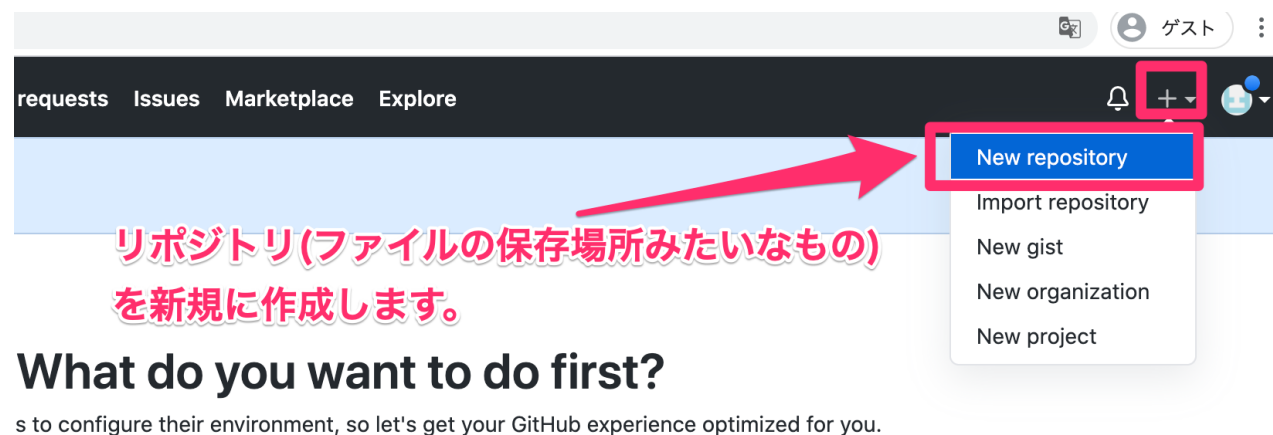 ゲスト
requests Issues Marketplace Explore
New repository
Import repository
New gist
New organization
New project
リポジトリ(ファイルの保存場所みたいなもの)
を新規に作成します。
What do you want to do first?
s to configure their environment, so let's get your GitHub experience optimized for you.